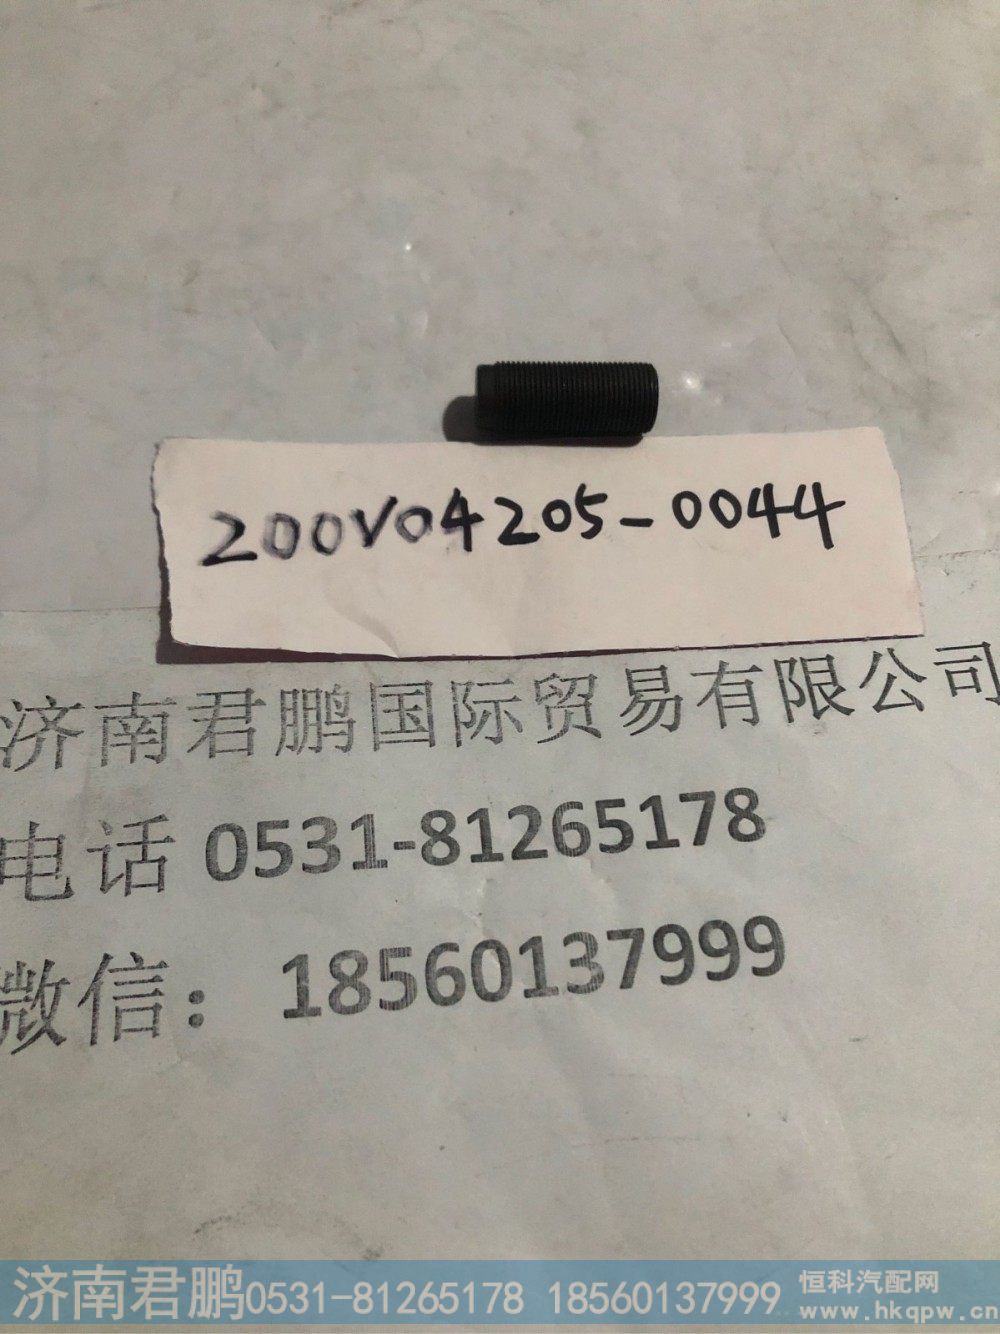 200V04205-0044
济南君鹏国际贸易有限公司
电话 0531-81265178
微信： 18560137999
济南君鹏0531-81265178 18560137999
恒科汽配网
www.hkqpw.cn